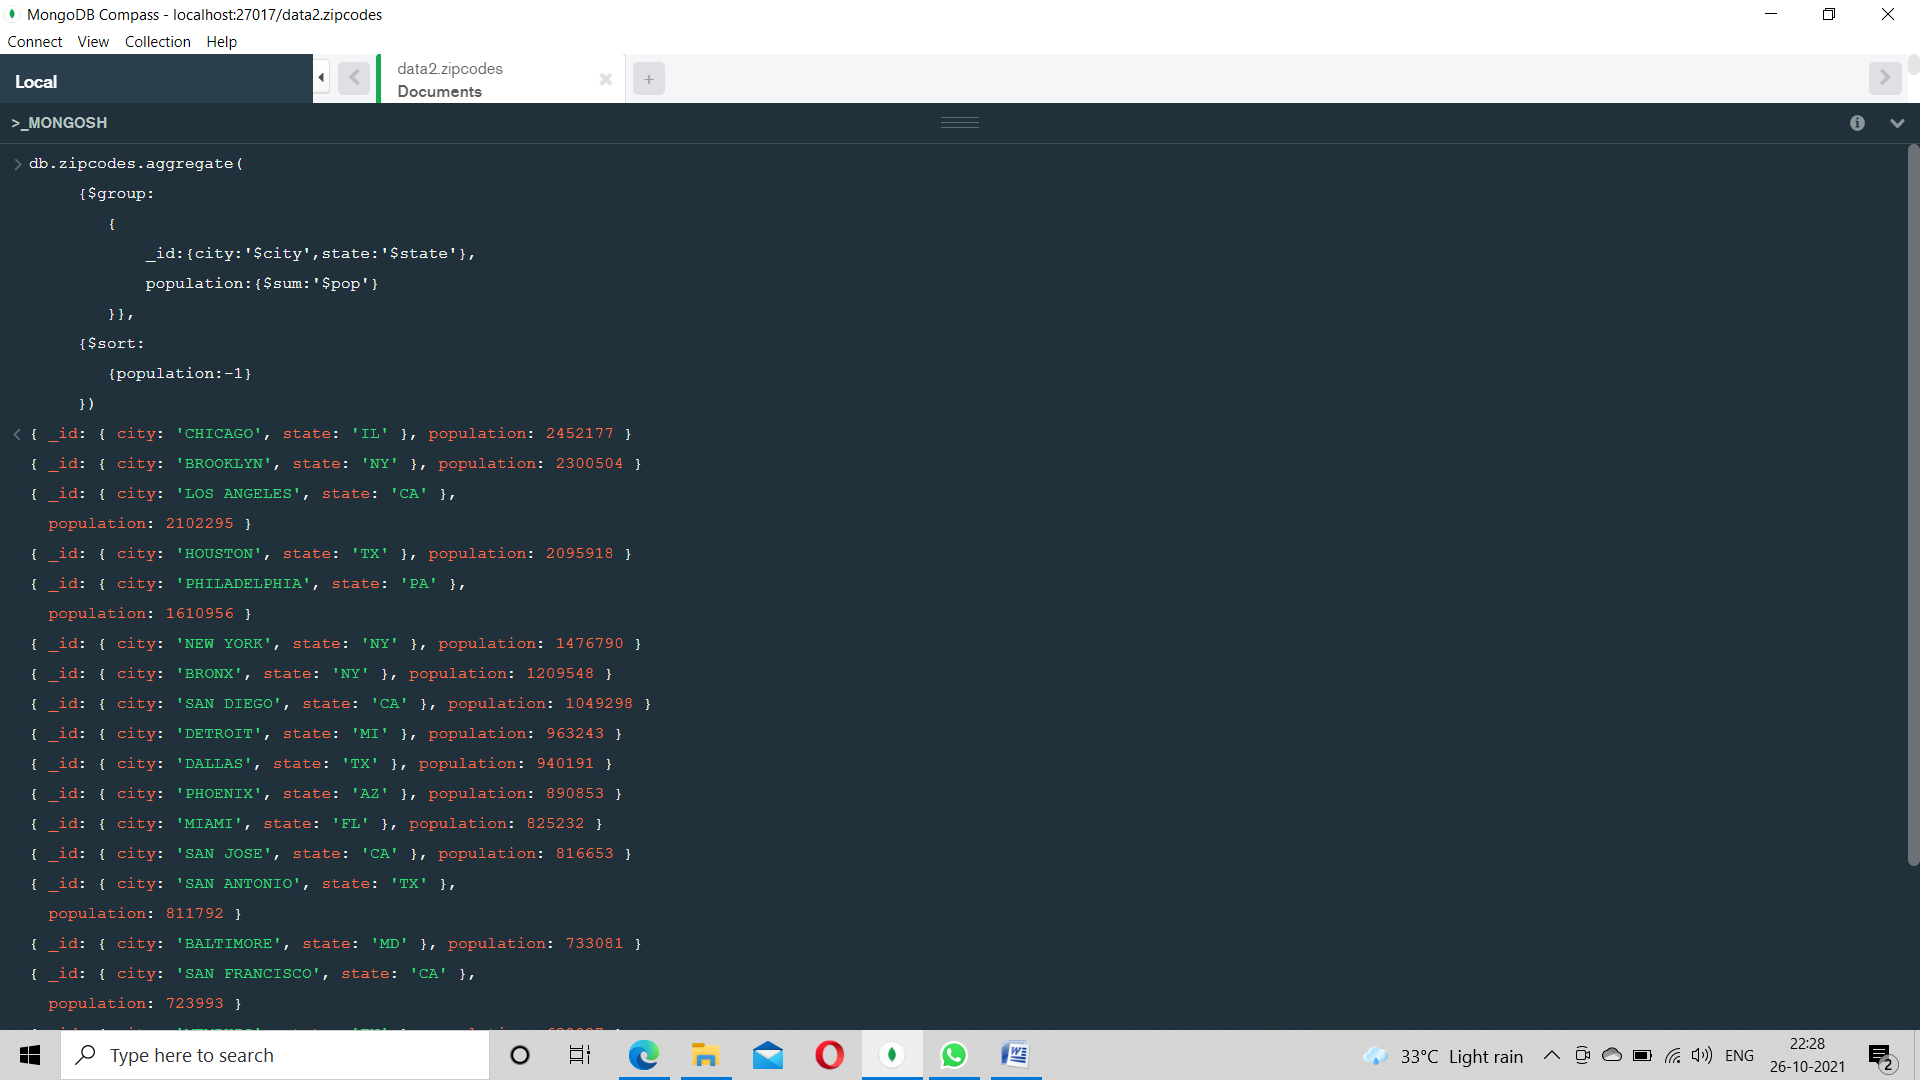 MongoDB Compass - localhost:27017/data2.zipcodes
Connect View Collection Help
Local
data2.zipcodes
Documents
>_MONGOSH
db.zipcodes.aggregate(
{$group:
{
_id:{city:'$city',state:'$state'},
population:{$sum:'$pop'}
}},
{$sort:
{population:-1}
})
{ _id: { city: 'CHICAGO', state: 'IL' }, population: 2452177 }
{ _id: { city: 'BROOKLYN', state: 'NY' }, population: 2300504 }
{ _id: { city: 'LOS ANGELES', state: 'CA' },
population: 2102295 }
{ _id: { city: 'HOUSTON', state: 'TX' }, population: 2095918 }
{ _id: { city: 'PHILADELPHIA', state: 'PA' },
population: 1610956 }
{ _id: { city: 'NEW YORK', state: 'NY' }, population: 1476790 }
{ _id: { city: 'BRONX', state: 'NY' }, population: 1209548 }
{ _id: { city: 'SAN DIEGO', state: 'CA' }, population: 1049298 }
{ _id: { city: 'DETROIT', state: 'MI' }, population: 963243 }
{ _id: { city: 'DALLAS', state: 'TX' }, population: 940191 }
{ _id: { city: 'PHOENIX', state: 'AZ' }, population: 890853 }
{ _id: { city: 'MIAMI', state: 'FL' }, population: 825232 }
{ _id: { city: 'SAN JOSE', state: 'CA' }, population: 816653 }
{ _id: { city: 'SAN ANTONIO', state: 'TX' },
population: 811792 }
{ _id: { city: 'BALTIMORE', state: 'MD' }, population: 733081 }
{ _id: { city: 'SAN FRANCISCO', state: 'CA' },
population: 723993 }
Type here to search
33°C Light rain
ENG
22:28
26-10-2021
2